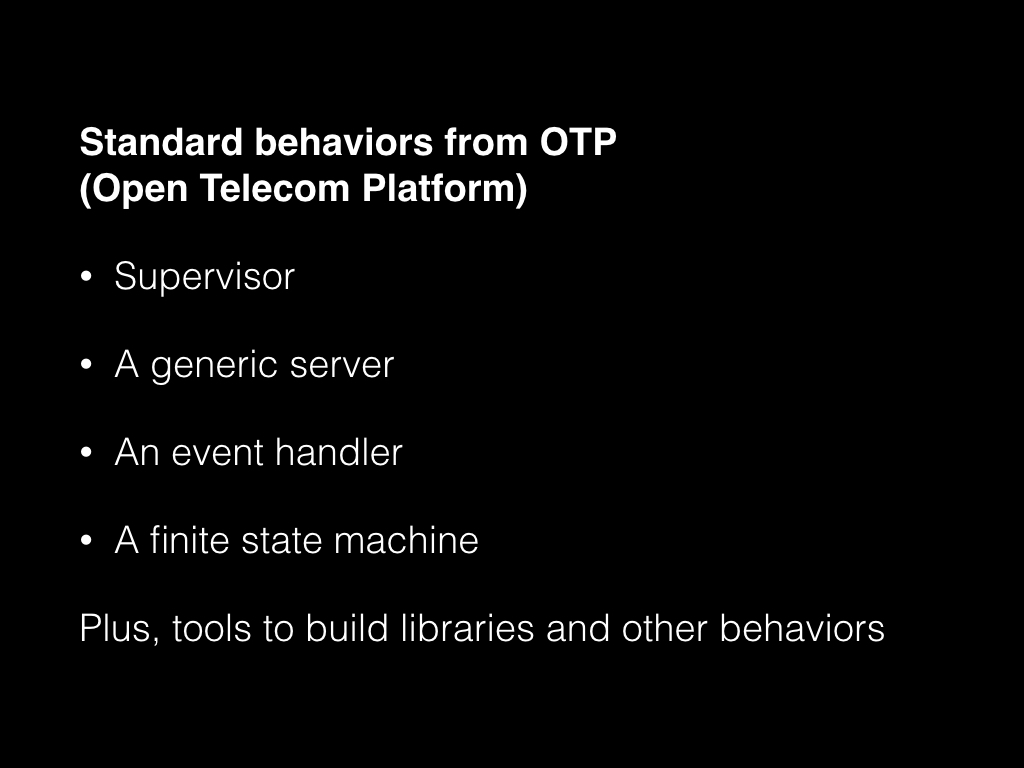 Standard behaviors from OTP
(Open Telecom Platform)
• Supervisor
• A generic server
• An event handler
• A finite state machine
Plus, tools to build libraries and other behaviors